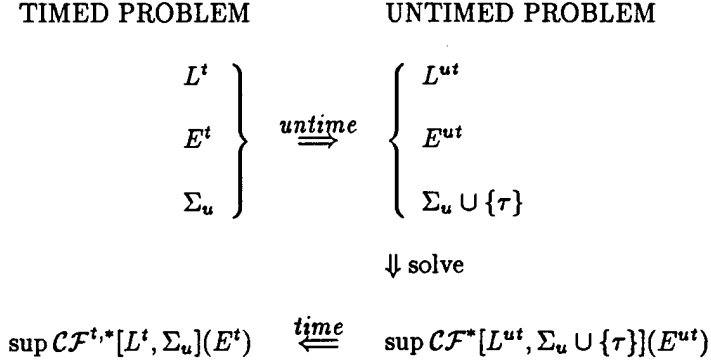 TIMED PROBLEM UNTIMED PROBLEM
L^t } { L^{ut}
E^t } untime ⟹ { E^{ut}
Σ_u } { Σ_u ∪ {τ}
⇓ solve
sup 𝒞ℱ^{t,*}[L^t, Σ_u](E^t) time ⟸ sup 𝒞ℱ^*[L^{ut}, Σ_u ∪ {τ}](E^{ut})